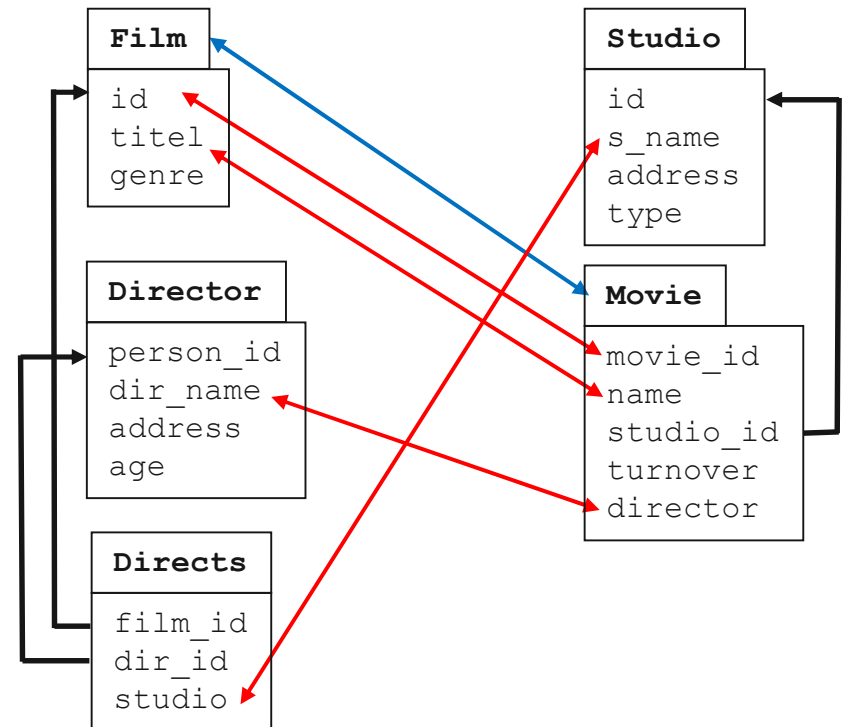 Film
id
titel
genre
Director
person_id
dir_name
address
age
Directs
film_id
dir_id
studio
Studio
id
s_name
address
type
Movie
movie_id
name
studio_id
turnover
director